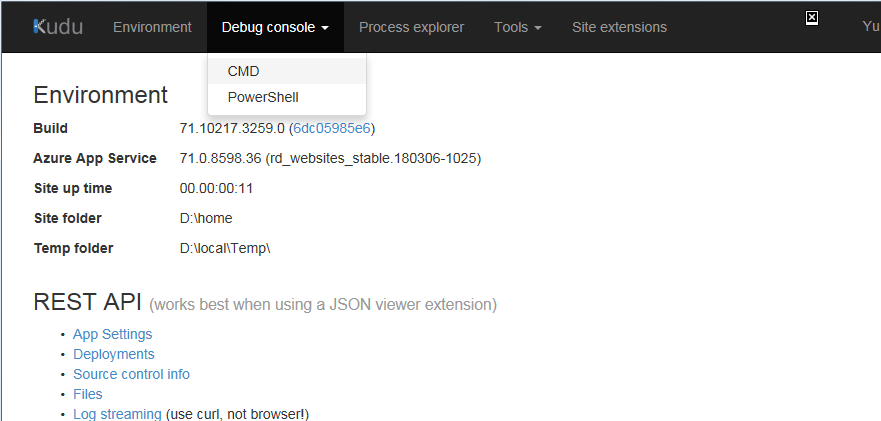 Kudu Environment Debug console Process explorer Tools Site extensions Yu
CMD
PowerShell
Environment
Build 71.10217.3259.0 (6dc05985e6)
Azure App Service 71.0.8598.36 (rd_websites_stable.180306-1025)
Site up time 00.00:00:11
Site folder D:\home
Temp folder D:\local\Temp\
REST API (works best when using a JSON viewer extension)
• App Settings
• Deployments
• Source control info
• Files
• Log streaming (use curl, not browser!)